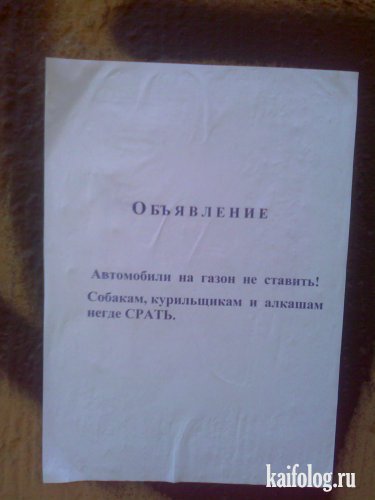 ОБЪЯВЛЕНИЕ
Автомобили на газон не ставить!
Собакам, курильщикам и алкашам
негде СРАТЬ.
kaifolog.ru